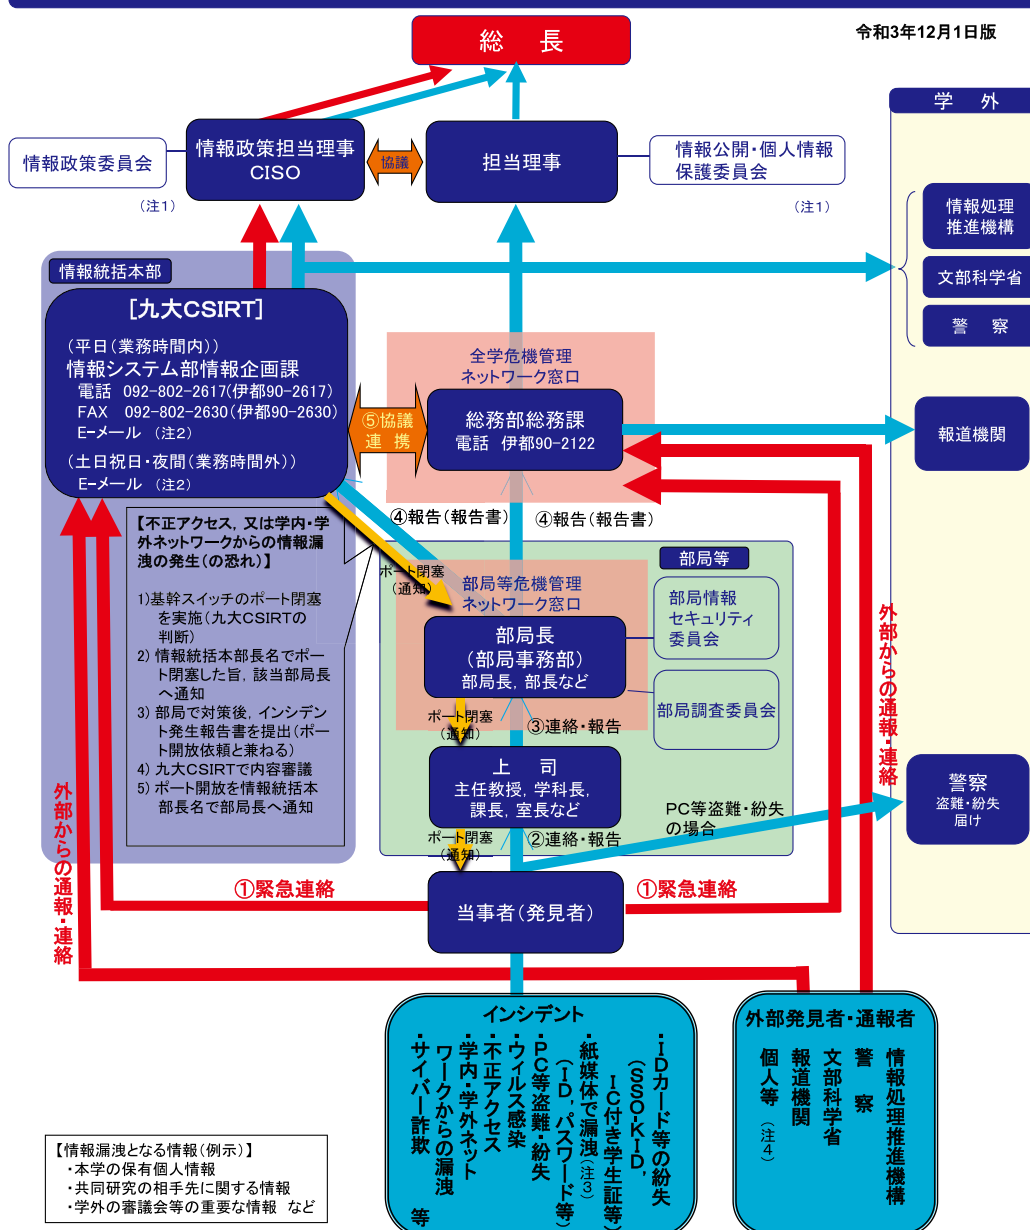 令和3年12月1日版
総 長
学 外
情報政策委員会
(注1)
情報政策担当理事
CISO
協議
担当理事
情報公開・個人情報
保護委員会
(注1)
情報処理
推進機構
文部科学省
警 察
情報統括本部
[九大CSIRT]
(平日(業務時間内))
情報システム部情報企画課
電話 092-802-2617(伊都90-2617)
FAX 092-802-2630(伊都90-2630)
E-メール (注2)
(土日祝日・夜間(業務時間外))
E-メール (注2)
⑤協議
連 携
全学危機管理
ネットワーク窓口
総務部総務課
電話 伊都90-2122
報道機関
④報告(報告書)
④報告(報告書)
【不正アクセス, 又は学内・学
外ネットワークからの情報漏
洩の発生(の恐れ)】
1)基幹スイッチのポート閉塞
を実施(九大CSIRTの
判断)
2) 情報統括本部長名でポー
ト閉塞した旨, 該当部局長
へ通知
3) 部局で対策後, インシデン
ト発生報告書を提出(ポー
ト開放依頼と兼ねる)
4) 九大CSIRTで内容審議
5) ポート開放を情報統括本
部長名で部局長へ通知
ポート閉塞
(通知)
部局等
部局等危機管理
ネットワーク窓口
部局長
(部局事務部)
部局長, 部長など
部局情報
セキュリティ
委員会
部局調査委員会
ポート閉塞
(通知)
③連絡・報告
上 司
主任教授, 学科長,
課長, 室長など
ポート閉塞
(通知)
②連絡・報告
PC等盗難・紛失
の場合
警察
盗難・紛失
届け
外部からの通報・連絡
外部からの通報・連絡
①緊急連絡
①緊急連絡
当事者(発見者)
インシデント
・IDカード等の紛失
(SSO-KID,
IC付き学生証等)
・紙媒体で漏洩(注3)
(ID, パスワード等)
・PC等盗難・紛失
・ウィルス感染
・不正アクセス
・学内・学外ネット
ワークからの漏洩
・サイバー詐欺 等
外部発見者・通報者
情報処理推進機構
警 察
文部科学省
報道機関
個人等 (注4)
【情報漏洩となる情報(例示)】
・本学の保有個人情報
・共同研究の相手先に関する情報
・学外の審議会等の重要な情報 など